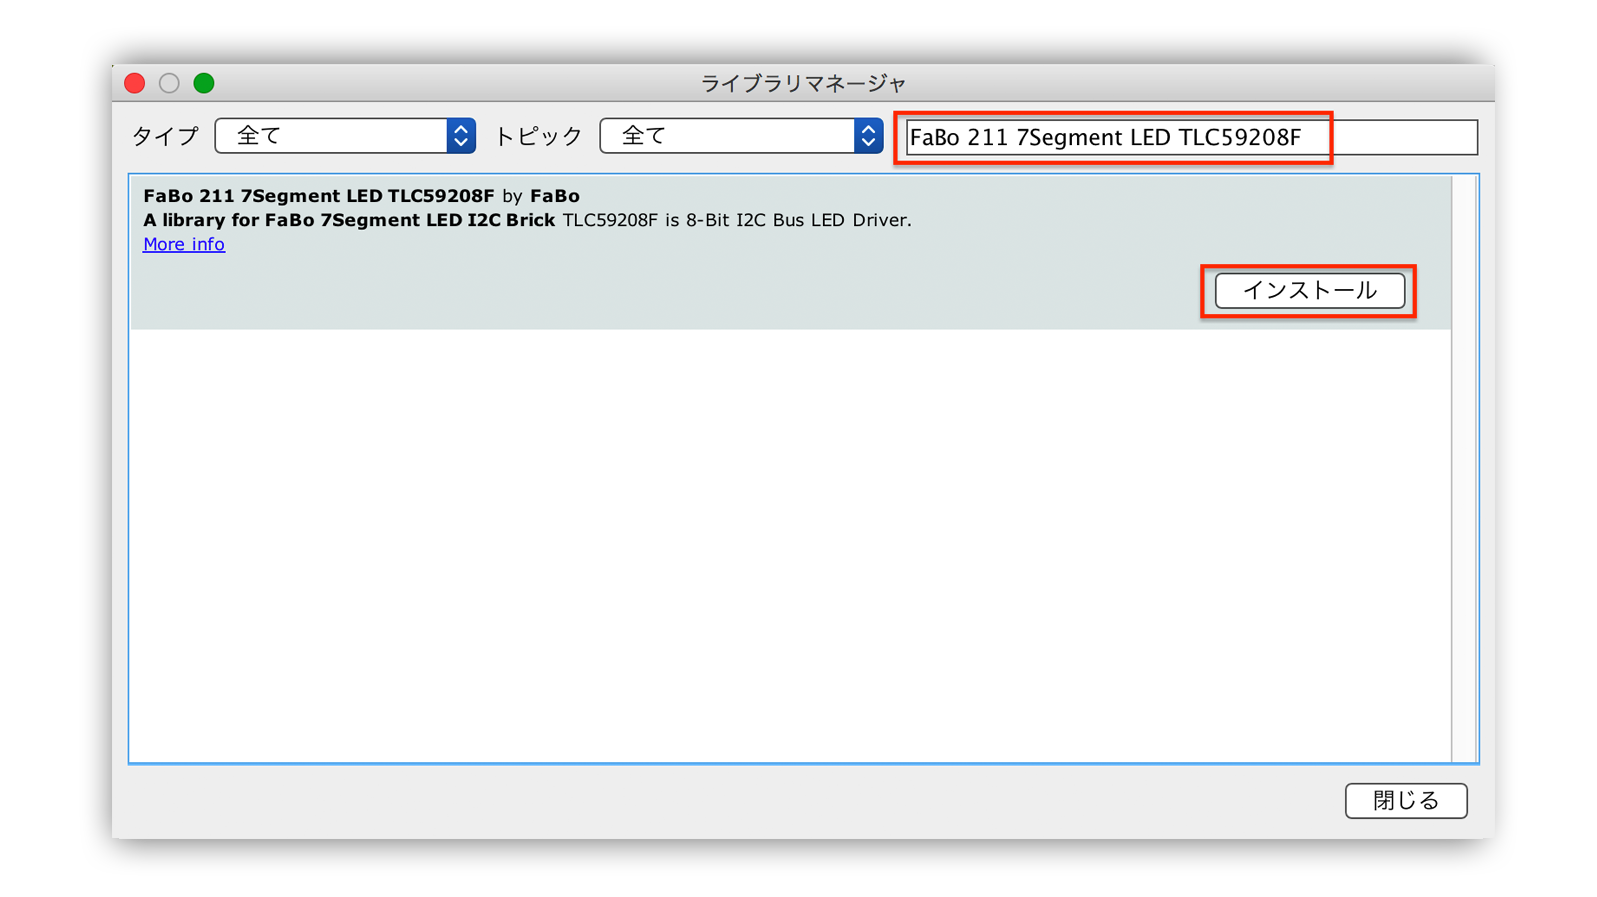 ライブラリマネージャ
タイプ 全て トピック 全て FaBo 211 7Segment LED TLC59208F
FaBo 211 7Segment LED TLC59208F by FaBo
A library for FaBo 7Segment LED I2C Brick TLC59208F is 8-Bit I2C Bus LED Driver.
More info
インストール
閉じる